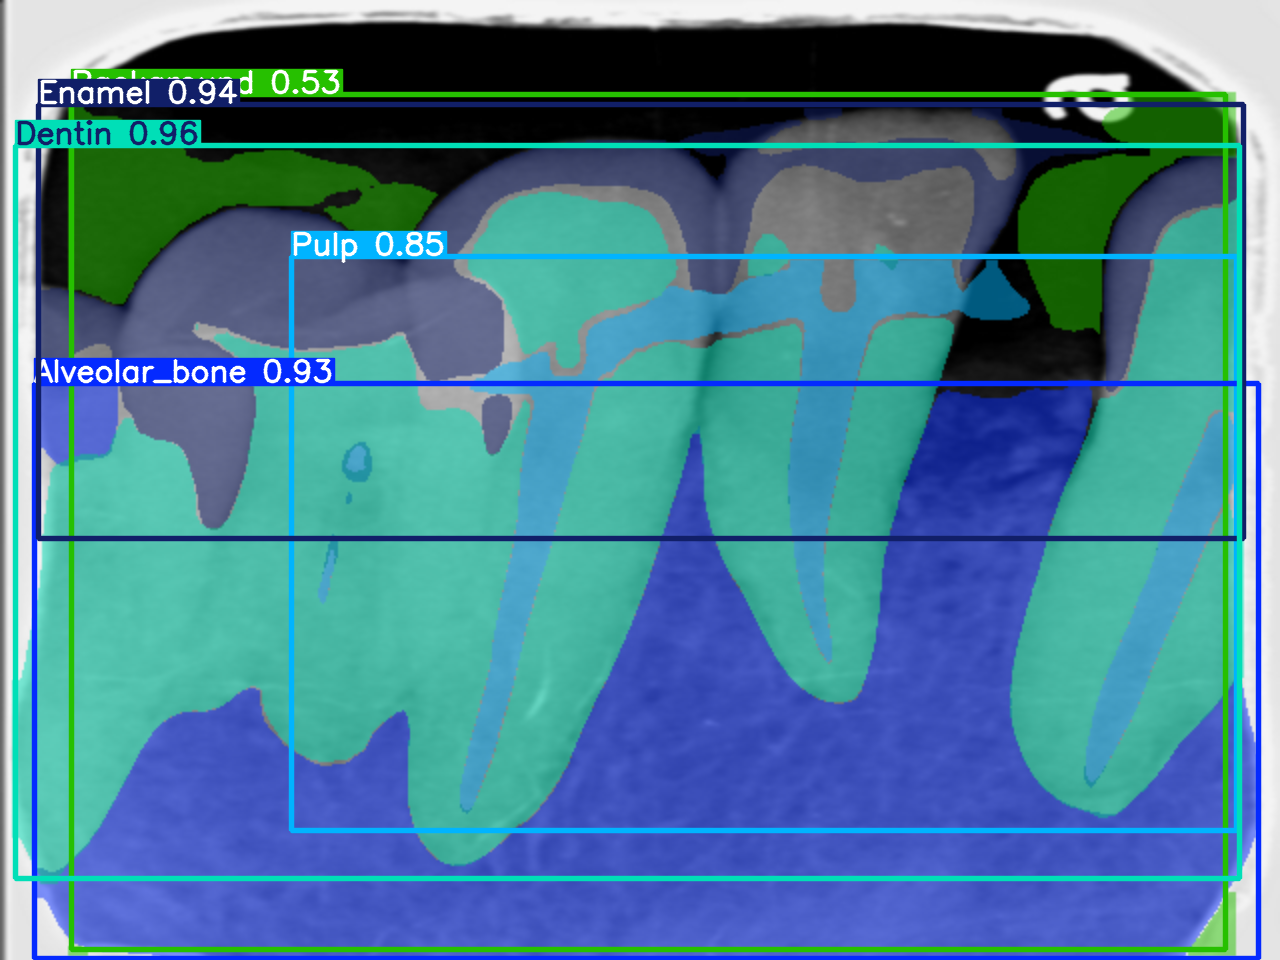 Background 0.53
Enamel 0.94
Dentin 0.96
Pulp 0.85
Alveolar_bone 0.93